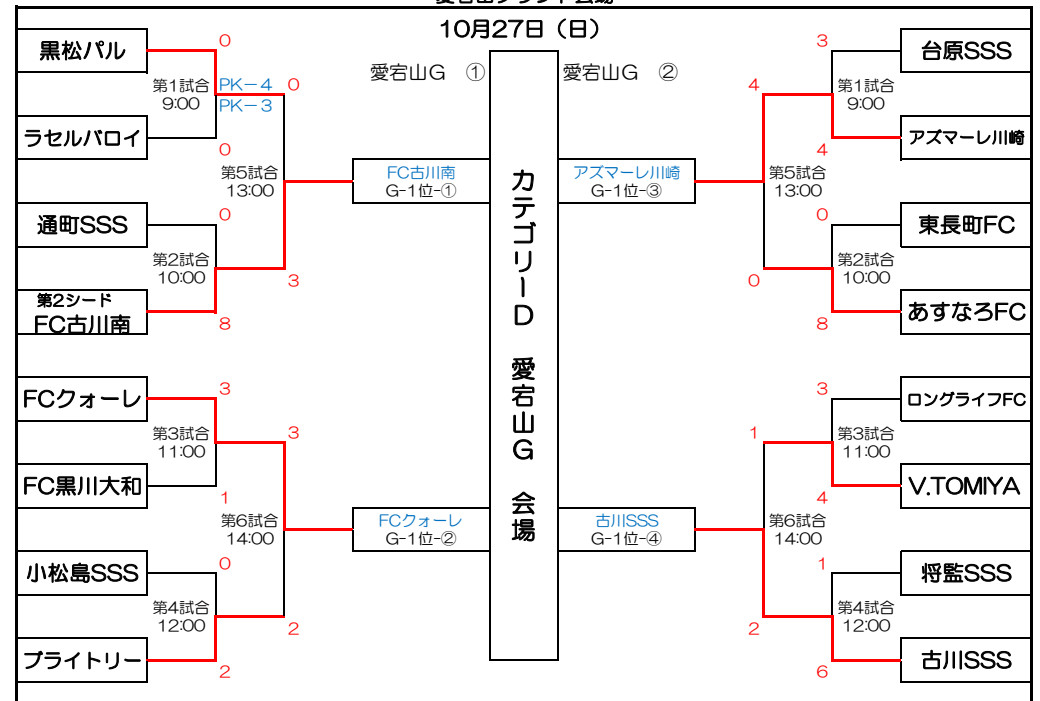 10月27日（日）
愛宕山G ①
愛宕山G ②
カテゴリーD 愛宕山G 会場
黒松パル
0
第1試合
9:00
PK－4
PK－3
0
ラセルバロイ
0
第5試合
13:00
FC古川南
G-1位-①
通町SSS
0
第2試合
10:00
3
第2シード
FC古川南
8
FCクォーレ
3
第3試合
11:00
3
FC黒川大和
1
第6試合
14:00
FCクォーレ
G-1位-②
小松島SSS
0
第4試合
12:00
2
ブライトリー
2
3
台原SSS
4
第1試合
9:00
4
アズマーレ川崎
アズマーレ川崎
G-1位-③
第5試合
13:00
0
東長町FC
第2試合
10:00
0
8
あすなろFC
3
ロングライフFC
1
第3試合
11:00
4
V.TOMIYA
古川SSS
G-1位-④
第6試合
14:00
1
将監SSS
第4試合
12:00
2
6
古川SSS